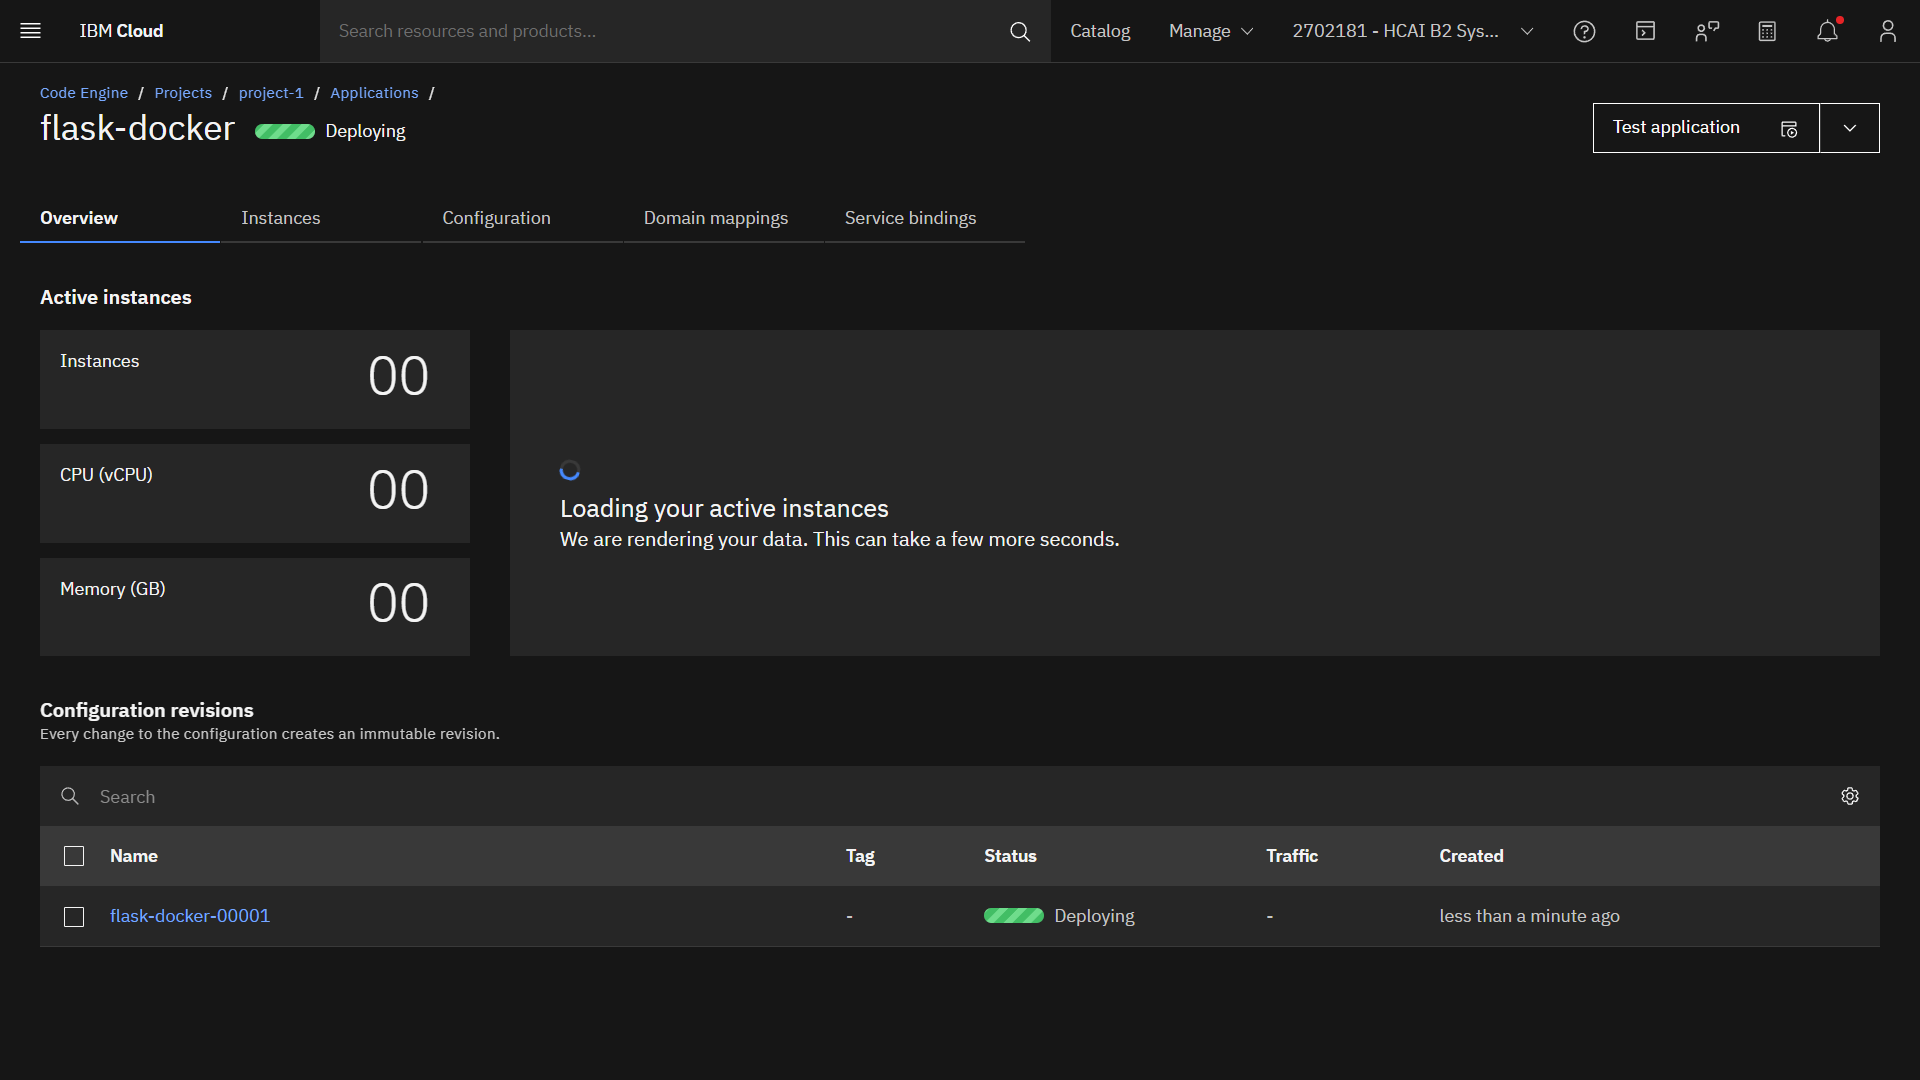 IBM Cloud
Search resources and products...
Catalog
Manage
2702181 - HCAI B2 Sys...
Code Engine / Projects / project-1 / Applications /
flask-docker
Deploying
Test application
Overview
Instances
Configuration
Domain mappings
Service bindings
Active instances
Instances
00
CPU (vCPU)
00
Memory (GB)
00
Loading your active instances
We are rendering your data. This can take a few more seconds.
Configuration revisions
Every change to the configuration creates an immutable revision.
Search
Name Tag Status Traffic Created
flask-docker-00001 - Deploying - less than a minute ago